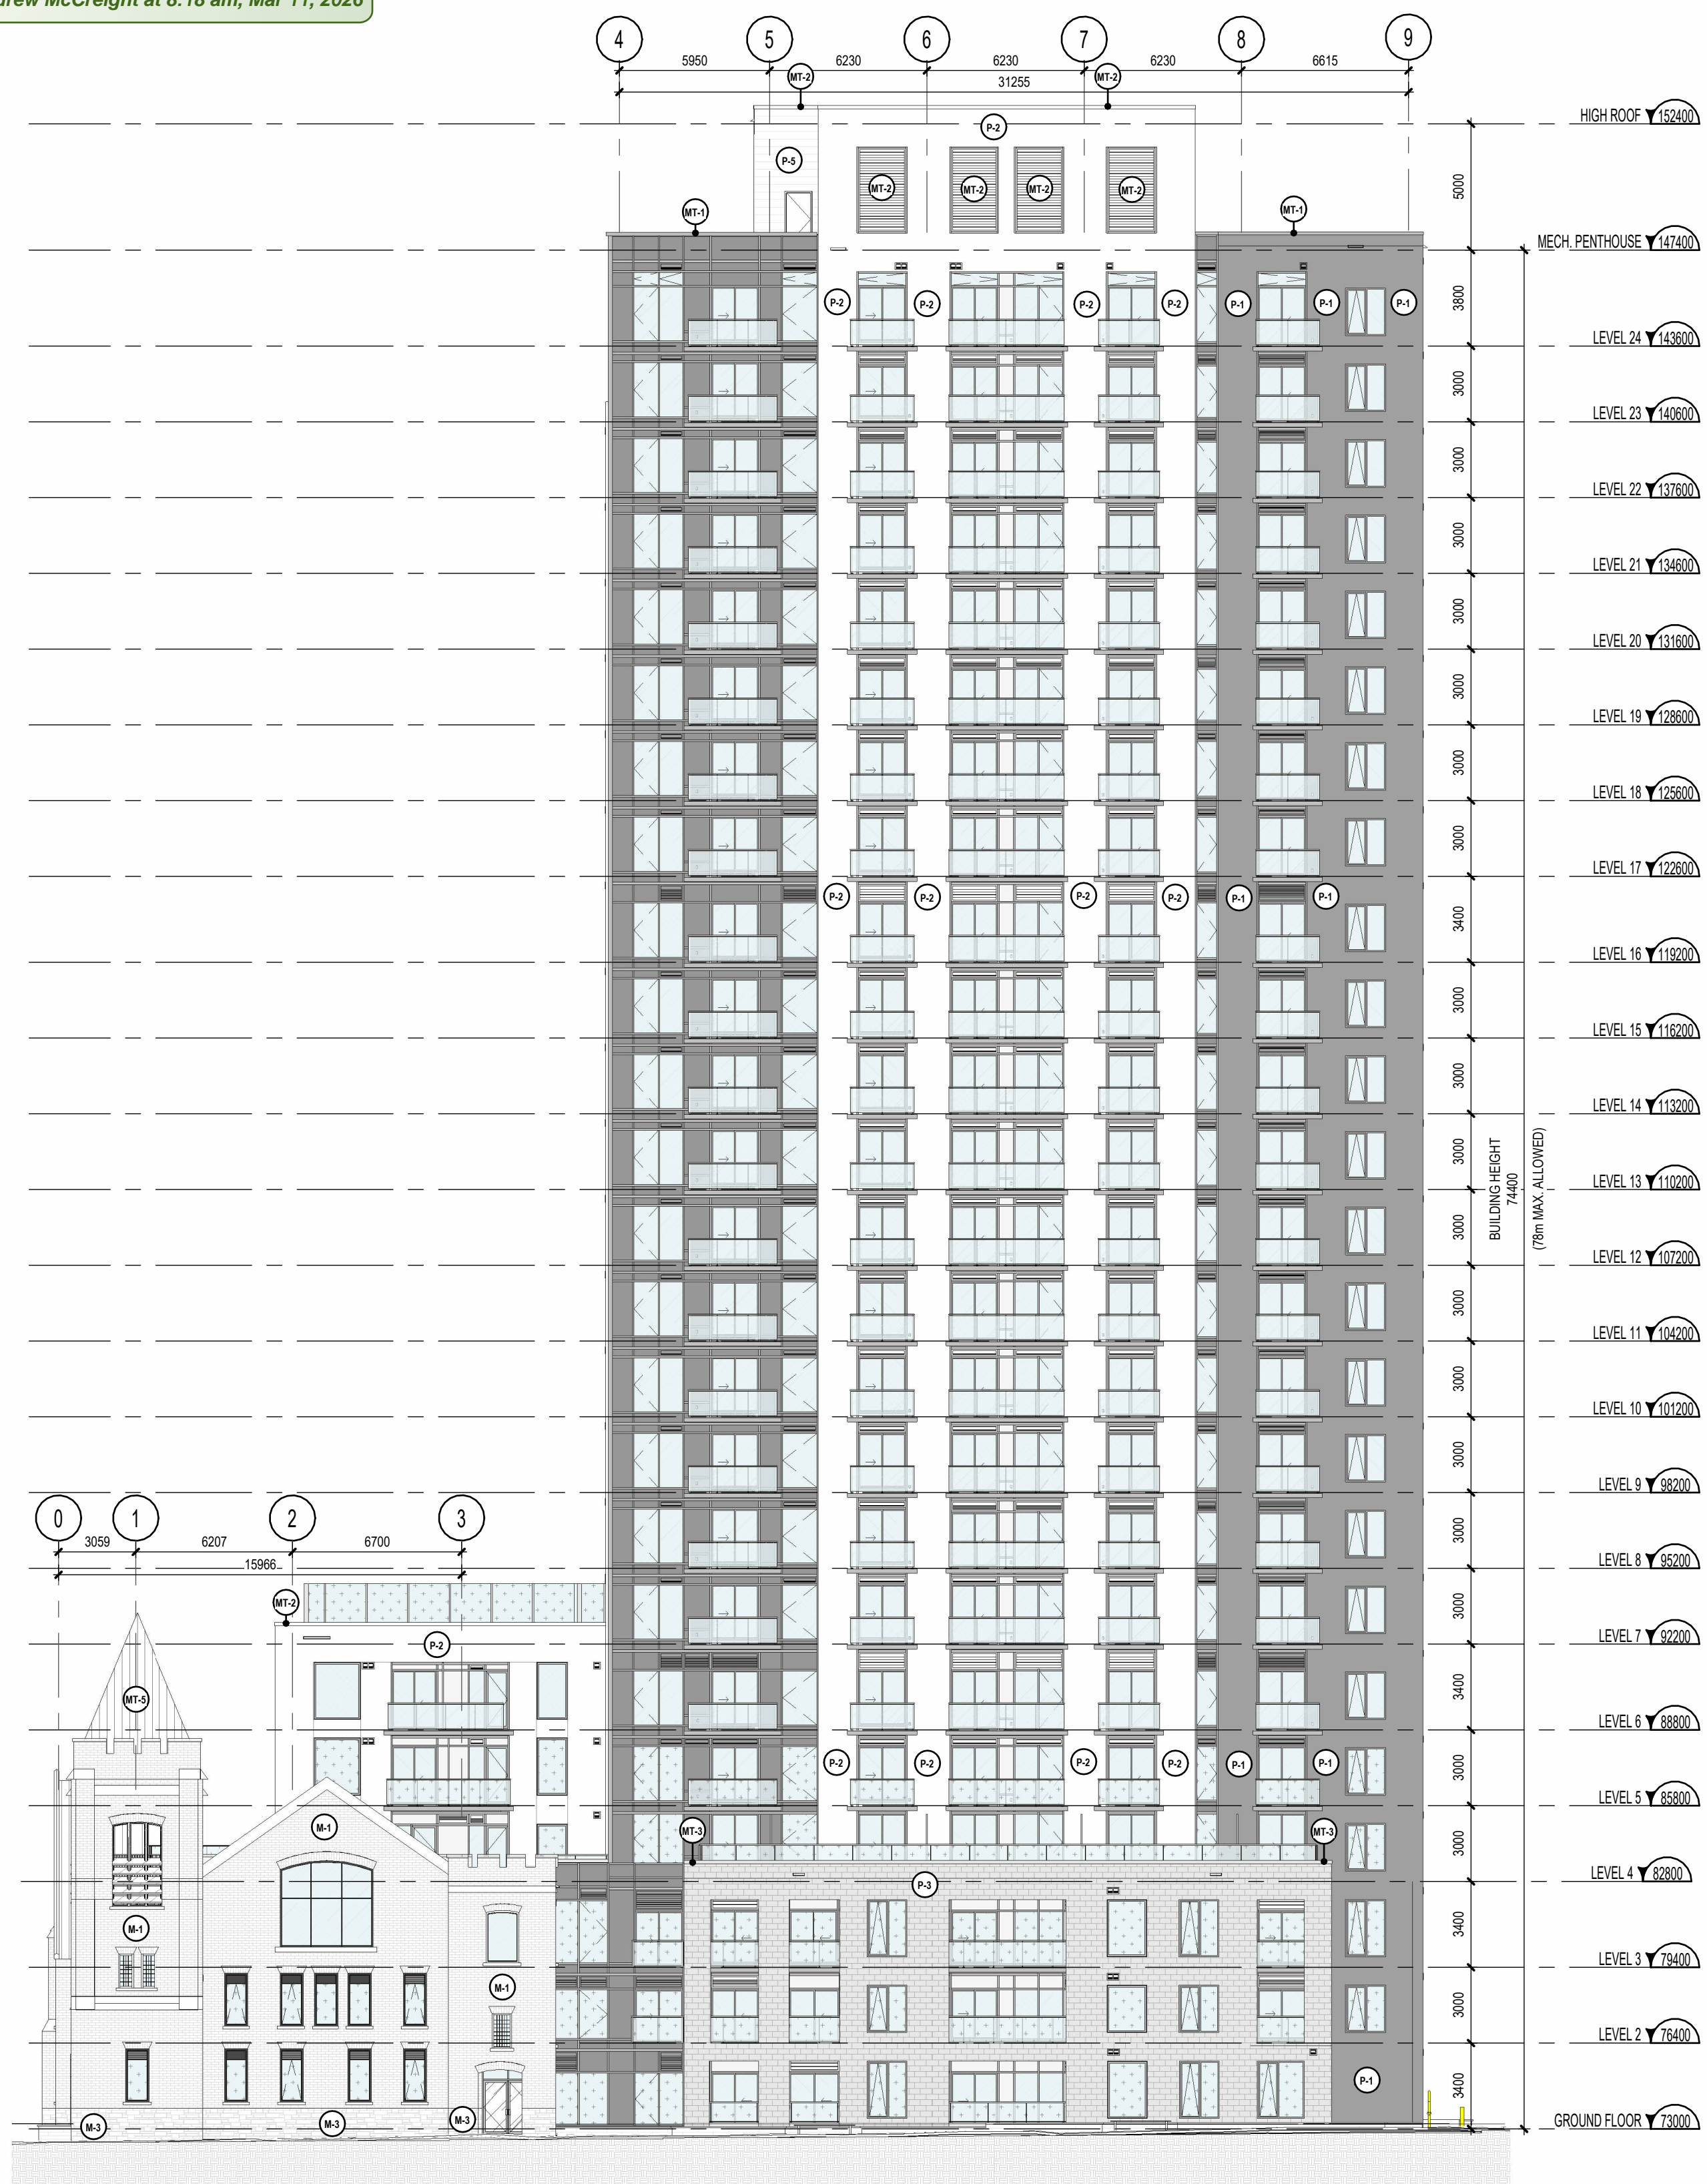 drew McCreight at 8:18 am, Mar 11, 2026
4 5 6 7 8 9
5950 6230 6230 6230 6615
31255
MT-2 MT-2
HIGH ROOF 152400
P-2
P-5
MT-2 MT-2 MT-2 MT-2
5000
MT-1 MT-1
MECH. PENTHOUSE 147400
P-2 P-2 P-2 P-2 P-1 P-1 P-1
3800
LEVEL 24 143600
3000
LEVEL 23 140600
3000
LEVEL 22 137600
3000
LEVEL 21 134600
3000
LEVEL 20 131600
3000
LEVEL 19 128600
3000
LEVEL 18 125600
3000
LEVEL 17 122600
P-2 P-2 P-2 P-2 P-1 P-1
3400
LEVEL 16 119200
3000
LEVEL 15 116200
3000
LEVEL 14 113200
3000
LEVEL 13 110200
BUILDING HEIGHT
74400
(78m MAX. ALLOWED)
3000
LEVEL 12 107200
3000
LEVEL 11 104200
3000
LEVEL 10 101200
3000
LEVEL 9 98200
0 1 2 3
3059 6207 6700
15966
3000
LEVEL 8 95200
MT-2
3000
P-2
LEVEL 7 92200
MT-5
3400
LEVEL 6 88800
P-2 P-2 P-2 P-2 P-1 P-1
3000
LEVEL 5 85800
M-1
MT-3 MT-3
3000
LEVEL 4 82800
P-3
M-1
3400
LEVEL 3 79400
M-1
3000
LEVEL 2 76400
P-1
3400
M-3 M-3 M-3
GROUND FLOOR 73000